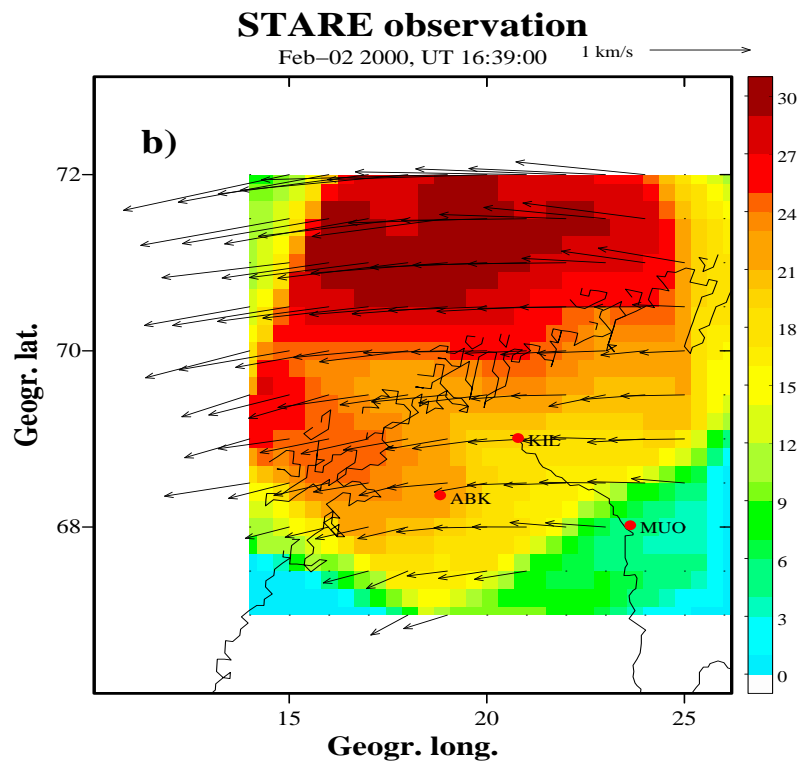 STARE observation
Feb−02 2000, UT 16:39:00
1 km/s
b)
30
27
24
21
18
15
12
9
6
3
0
72
70
68
Geogr. lat.
KIL
ABK
MUO
15
20
25
Geogr. long.